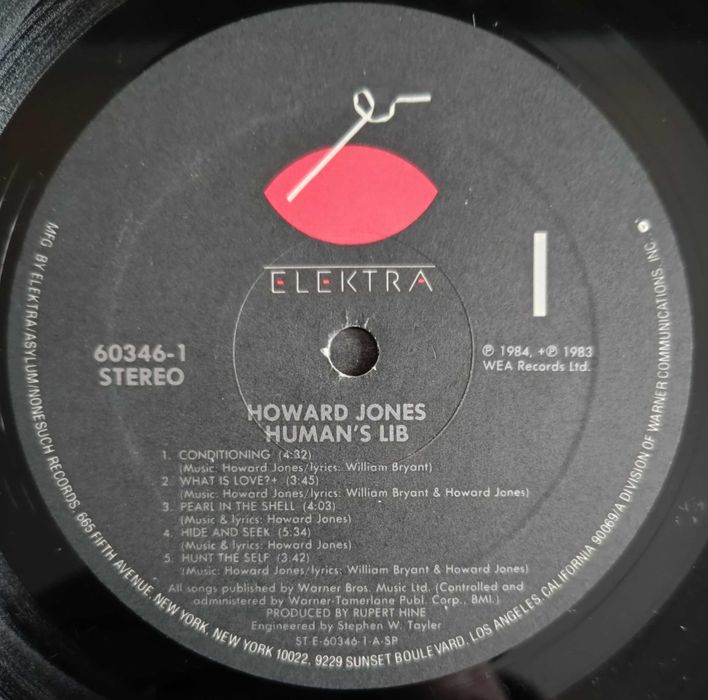 ELEKTRA
1
60346-1
STEREO
℗ 1984, +℗ 1983
WEA Records Ltd.
HOWARD JONES
HUMAN'S LIB
1. CONDITIONING (4:32)
(Music: Howard Jones/lyrics: William Bryant)
2. WHAT IS LOVE?+ (3:45)
(Music: Howard Jones/lyrics: William Bryant & Howard Jones)
3. PEARL IN THE SHELL (4:03)
(Music & lyrics: Howard Jones)
4. HIDE AND SEEK (5:34)
(Music & lyrics: Howard Jones)
5. HUNT THE SELF (3:42)
(Music: Howard Jones/lyrics: William Bryant & Howard Jones)
All songs published by Warner Bros. Music Ltd. (Controlled and
administered by Warner-Tamerlane Publ. Corp., BMI.)
PRODUCED BY RUPERT HINE
Engineered by Stephen W. Tayler
ST-E-60346-1-A-SP
MFG. BY ELEKTRA/ASYLUM/NONESUCH RECORDS, 665 FIFTH AVENUE, NEW YORK, NEW YORK 10022. 9229 SUNSET BOULEVARD, LOS ANGELES, CALIFORNIA 90069/A DIVISION OF WARNER COMMUNICATIONS, INC.